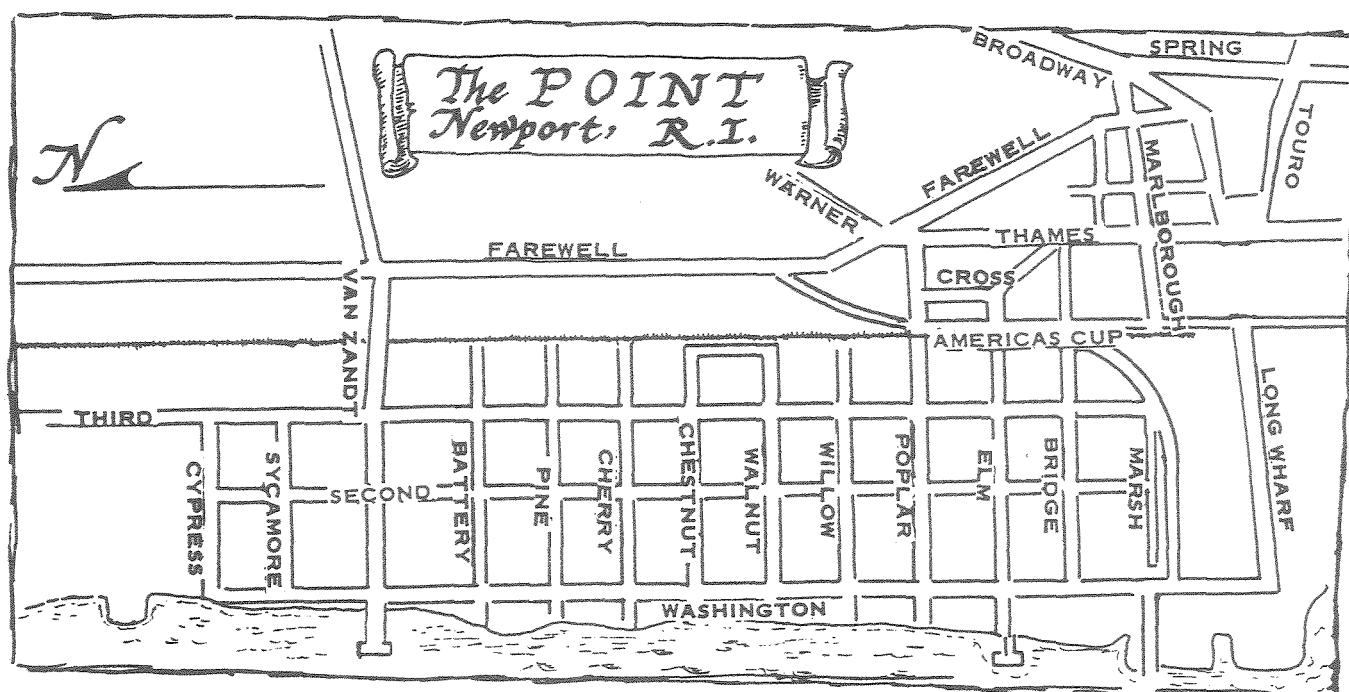 The POINT
Newport, R.I.
N
BROADWAY
SPRING
TOURO
FAREWELL
MARLBOROUGH
WARNER
THAMES
FAREWELL
CROSS
VAN ZANDT
AMERICAS CUP
THIRD
LONG WHARF
CYPRESS
SYCAMORE
SECOND
BATTERY
PINE
CHERRY
CHESTNUT
WALNUT
WILLOW
POPLAR
ELM
BRIDGE
MARSH
WASHINGTON